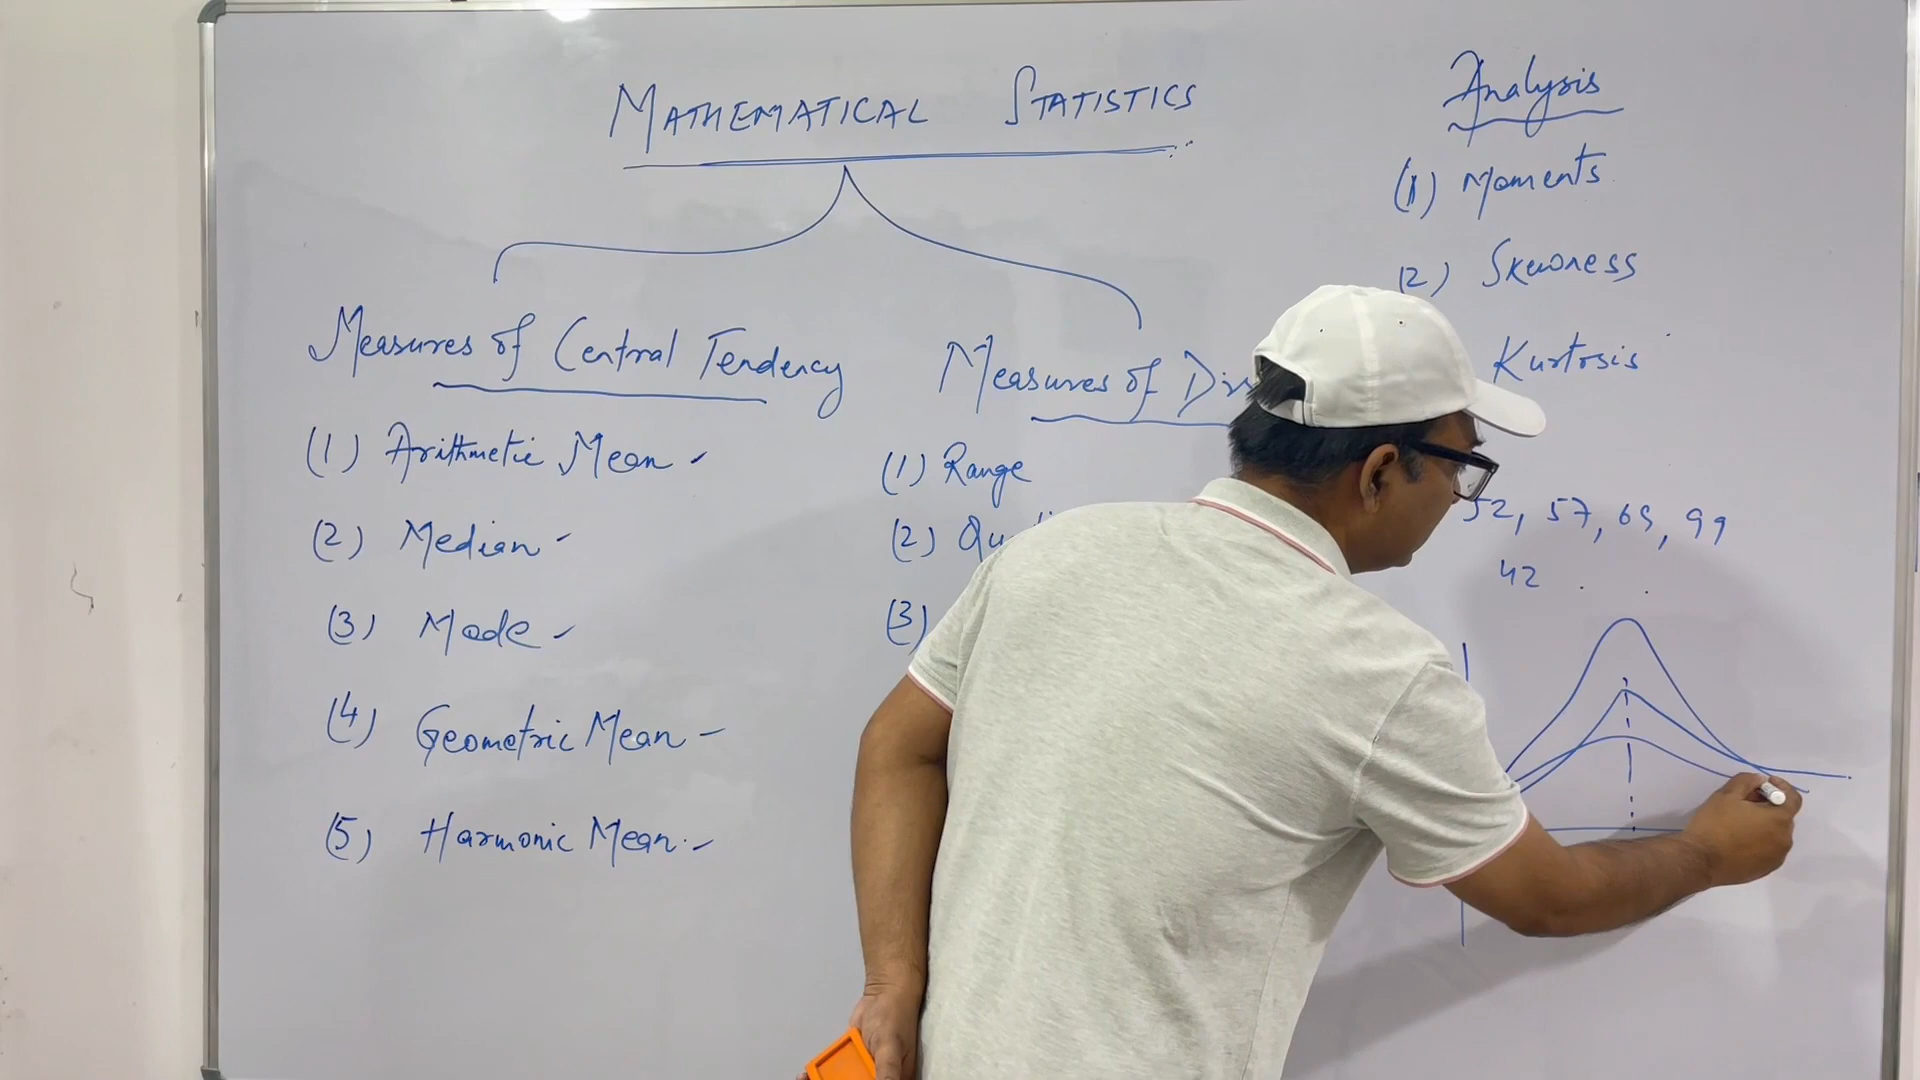 MATHEMATICAL STATISTICS
Measures of Central Tendency
(1) Arithmetic Mean
(2) Median
(3) Mode
(4) Geometric Mean
(5) Harmonic Mean
Measures of
(1) Range
(2)
(3)
Analysis
(1) Moments
(2) Skewness
Kurtosis
52, 57, 69, 99
42